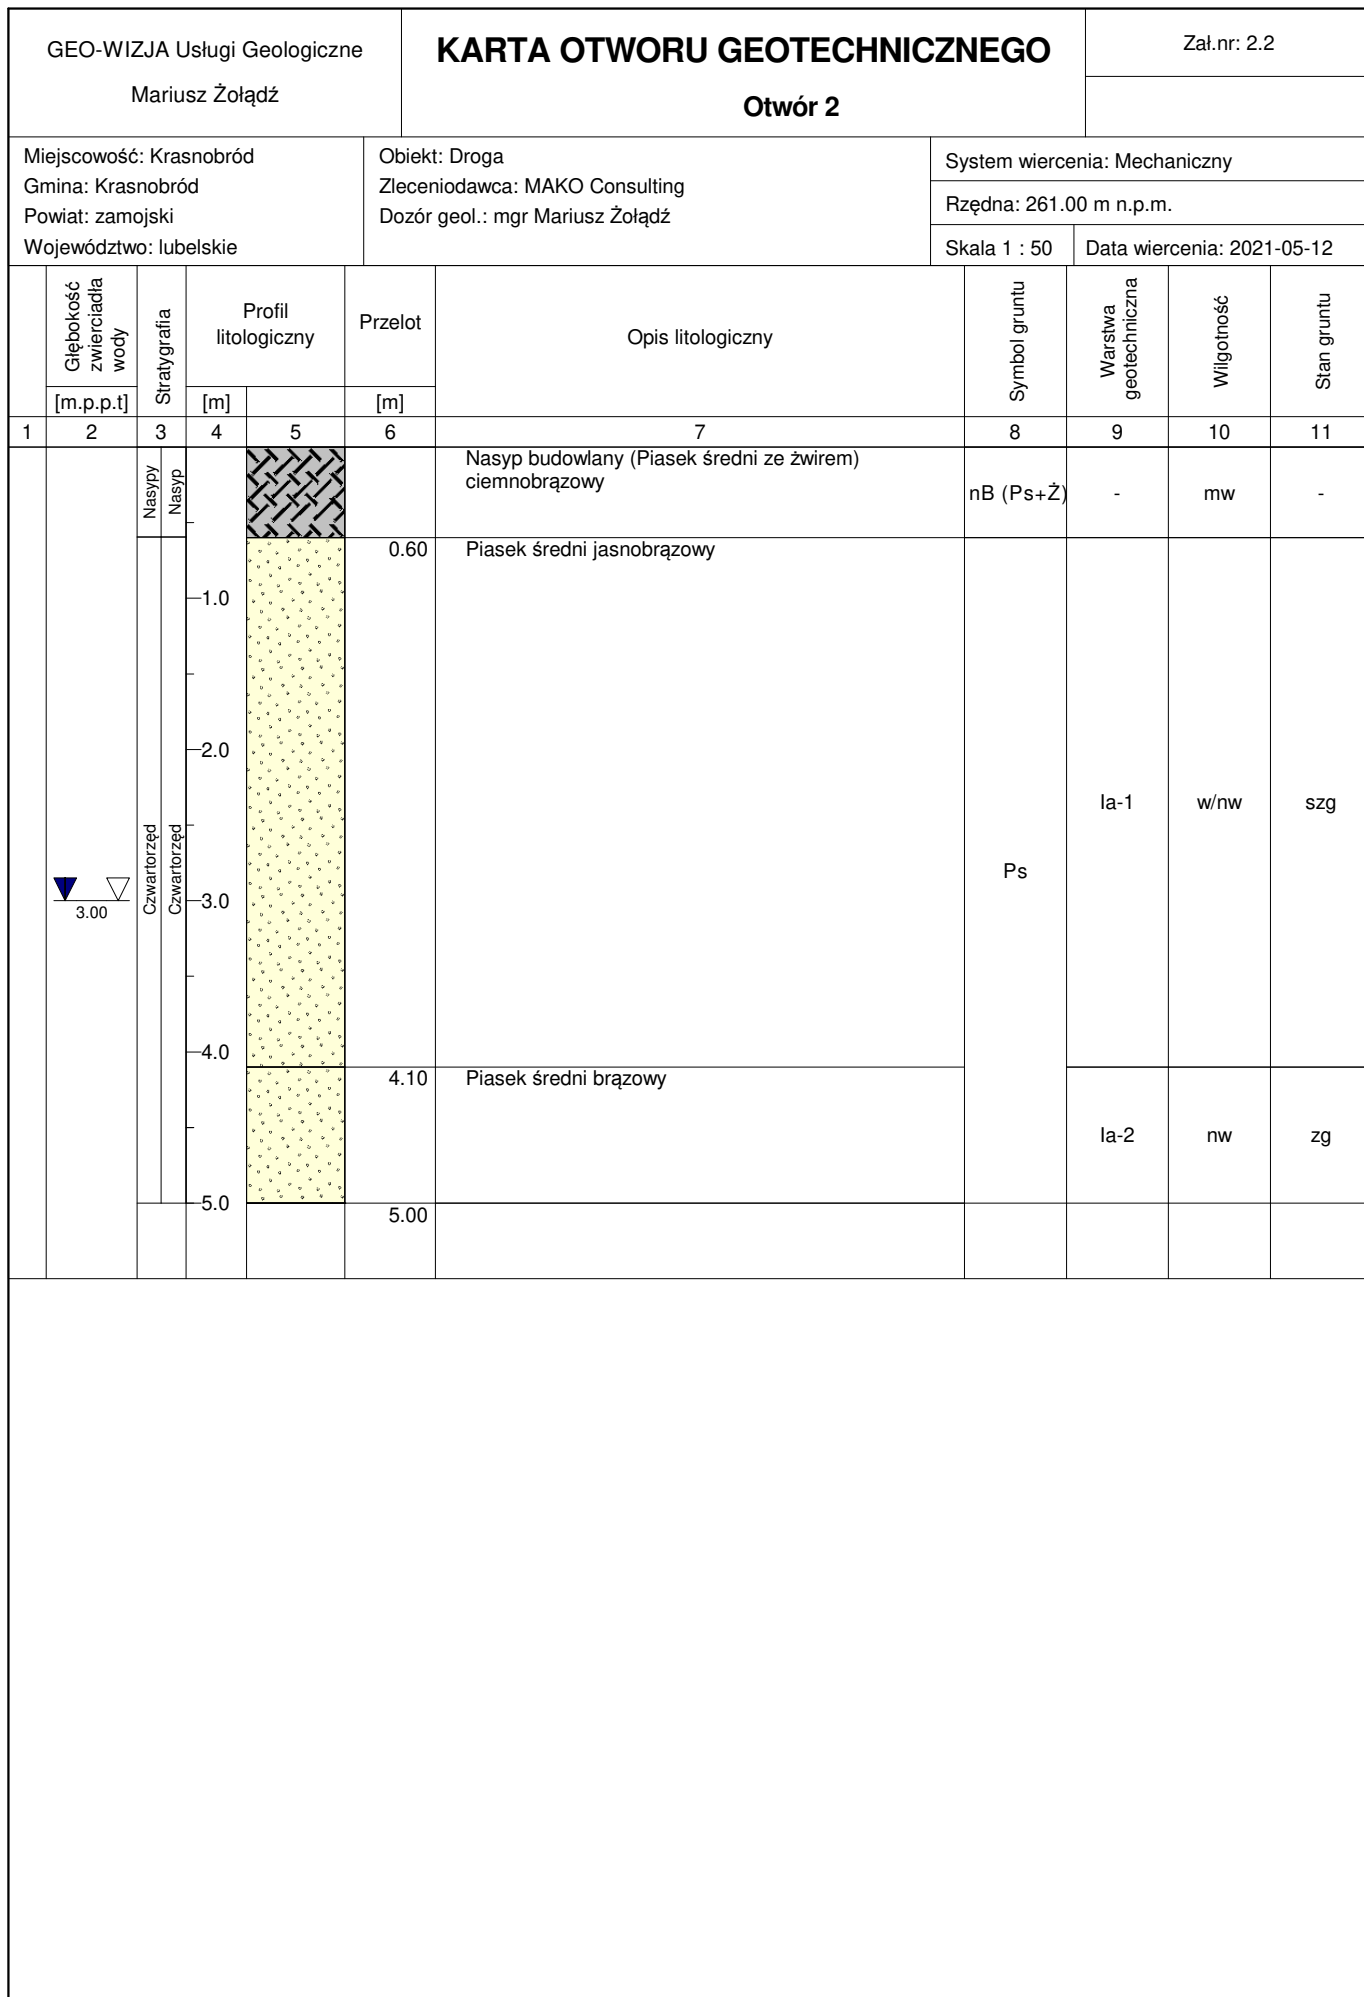 GEO-WIZJA Usługi Geologiczne
Mariusz Żołądź
KARTA OTWORU GEOTECHNICZNEGO
Otwór 2
Zał.nr: 2.2
Miejscowość: Krasnobród
Gmina: Krasnobród
Powiat: zamojski
Województwo: lubelskie
Obiekt: Droga
Zleceniodawca: MAKO Consulting
Dozór geol.: mgr Mariusz Żołądź
System wiercenia: Mechaniczny
Rzędna: 261.00 m n.p.m.
Skala 1 : 50
Data wiercenia: 2021-05-12
Głębokość
zwierciadła
wody
[m.p.p.t]
Stratygrafia
Profil
litologiczny
[m]
Przelot
[m]
Opis litologiczny
Symbol gruntu
Warstwa
geotechniczna
Wilgotność
Stan gruntu
1 2 3 4 5 6 7 8 9 10 11
Nasypy
Nasyp
Nasyp budowlany (Piasek średni ze żwirem)
ciemnobrązowy
nB (Ps+Ż) - mw -
0.60 Piasek średni jasnobrązowy
1.0
2.0
Ia-1 w/nw szg
Czwartorzęd
Czwartorzęd
Ps
3.00
3.0
4.0
4.10 Piasek średni brązowy
Ia-2 nw zg
5.0
5.00